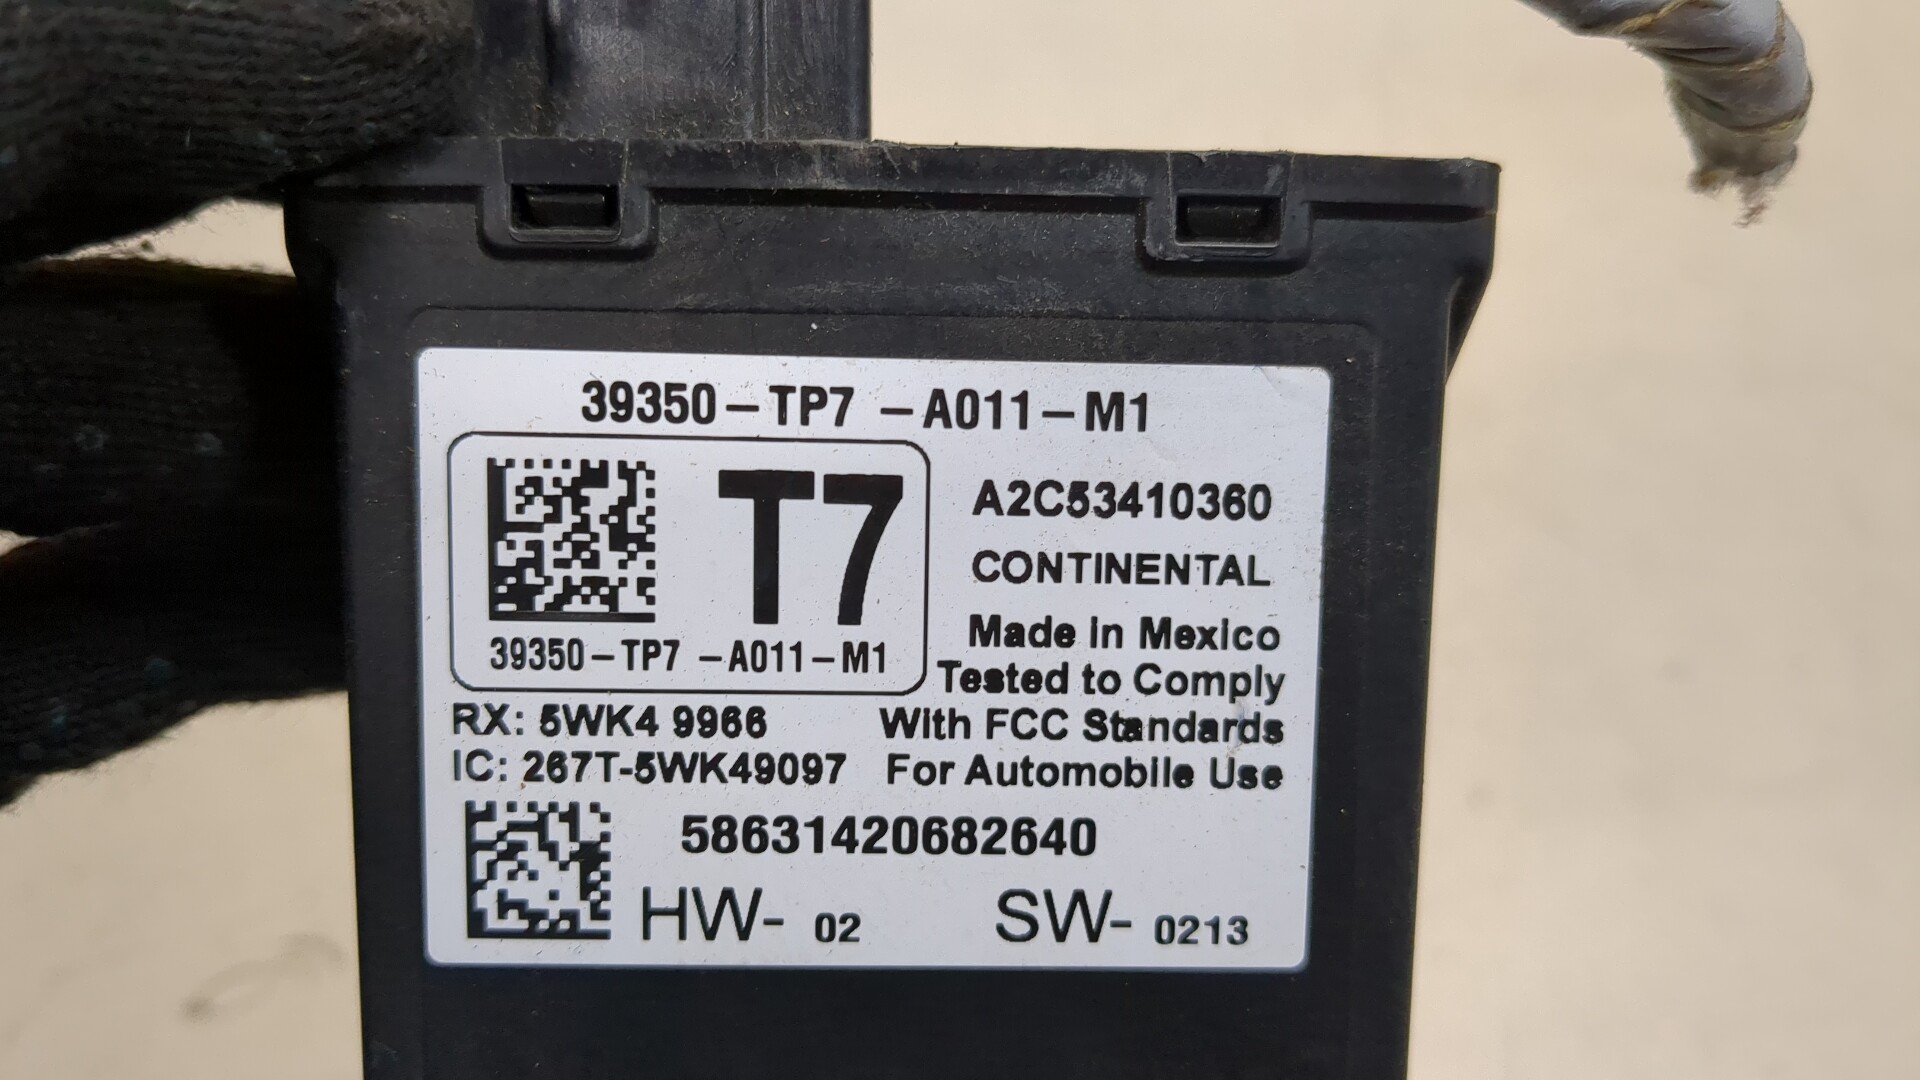 39350-TP7 -A011-M1
T7
39350-TP7 -A011-M1
A2C53410360
CONTINENTAL
Made in Mexico
Tested to Comply
RX: 5WK4 9966 With FCC Standards
IC: 267T-5WK49097 For Automobile Use
58631420682640
HW- 02 SW- 0213